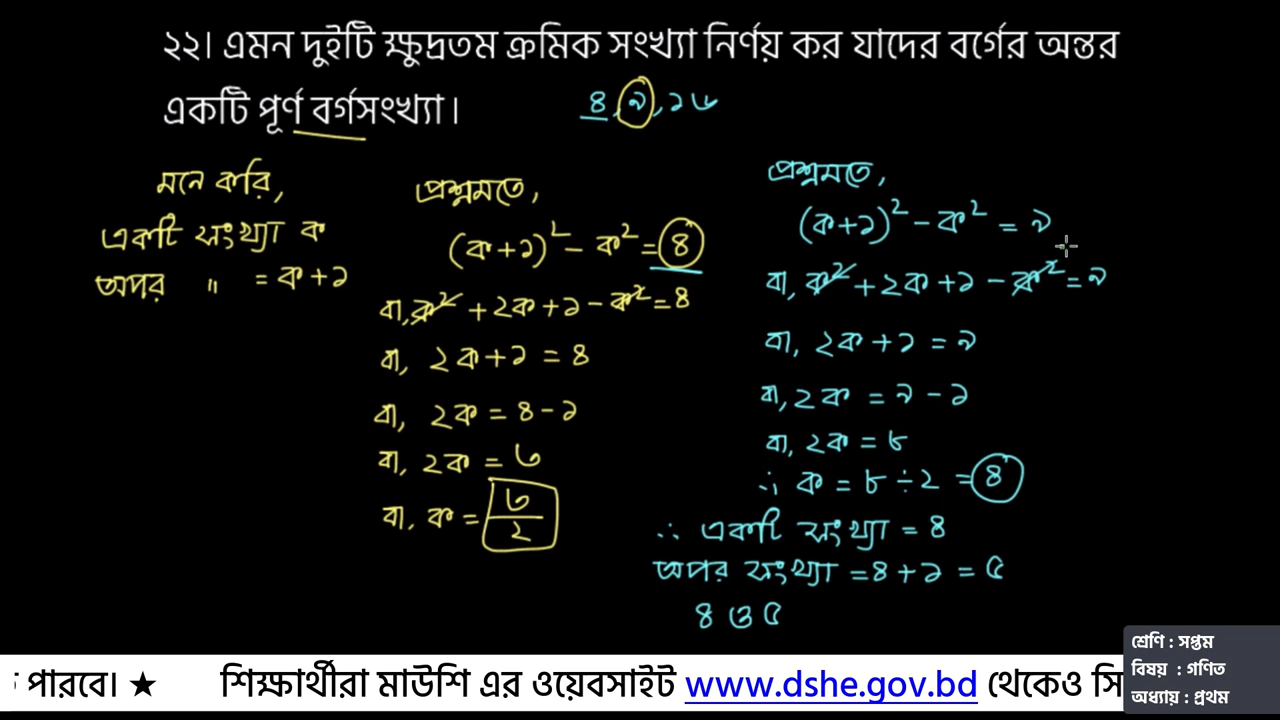 ২২। এমন দুইটি ক্ষুদ্রতম ক্রমিক সংখ্যা নির্ণয় কর যাদের বর্গের অন্তর
একটি পূর্ণ বর্গসংখ্যা।
৪, ৯, ১৬
মনে করি,
একটি সংখ্যা ক
অপর " = ক+১
প্রশ্নমতে,
(ক+১)² - ক² = ৪
বা, ক² + ২ক + ১ - ক² = ৪
বা, ২ক + ১ = ৪
বা, ২ক = ৪ - ১
বা, ২ক = ৩
বা, ক = ৩/২
প্রশ্নমতে,
(ক+১)² - ক² = ৯
বা, ক² + ২ক + ১ - ক² = ৯
বা, ২ক + ১ = ৯
বা, ২ক = ৯ - ১
বা, ২ক = ৮
∴ ক = ৮ ÷ ২ = ৪
∴ একটি সংখ্যা = ৪
অপর সংখ্যা = ৪ + ১ = ৫
৪ ও ৫
শ্রেণি : সপ্তম
বিষয় : গণিত
অধ্যায় : প্রথম
পারবে। ★ শিক্ষার্থীরা মাউশি এর ওয়েবসাইট www.dshe.gov.bd থেকেও